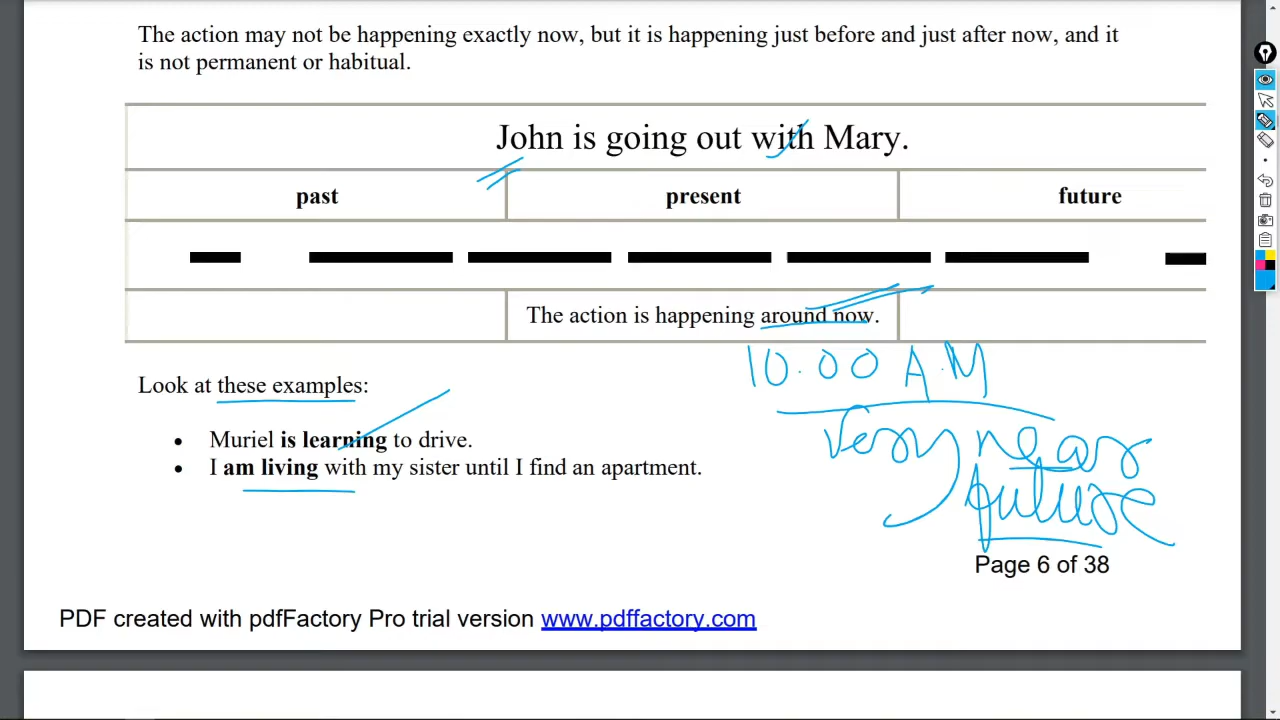 The action may not be happening exactly now, but it is happening just before and just after now, and it
is not permanent or habitual.
John is going out with Mary.
past present future
The action is happening around now.
10.00 A.M
Look at these examples:
very near
future
• Muriel is learning to drive.
• I am living with my sister until I find an apartment.
Page 6 of 38
PDF created with pdfFactory Pro trial version www.pdffactory.com